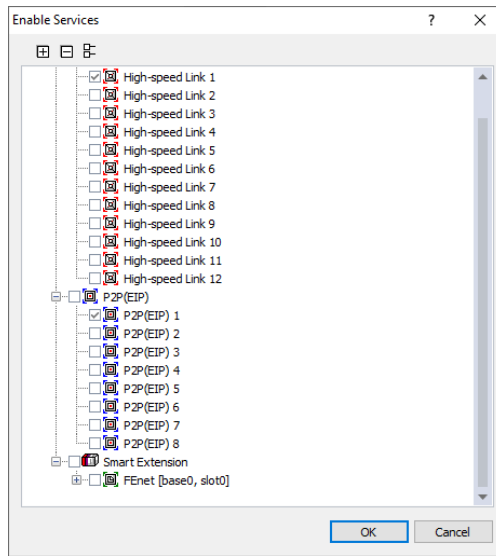 Enable Services
High-speed Link 1
High-speed Link 2
High-speed Link 3
High-speed Link 4
High-speed Link 5
High-speed Link 6
High-speed Link 7
High-speed Link 8
High-speed Link 9
High-speed Link 10
High-speed Link 11
High-speed Link 12
P2P(EIP)
P2P(EIP) 1
P2P(EIP) 2
P2P(EIP) 3
P2P(EIP) 4
P2P(EIP) 5
P2P(EIP) 6
P2P(EIP) 7
P2P(EIP) 8
Smart Extension
FEnet [base0, slot0]
OK Cancel